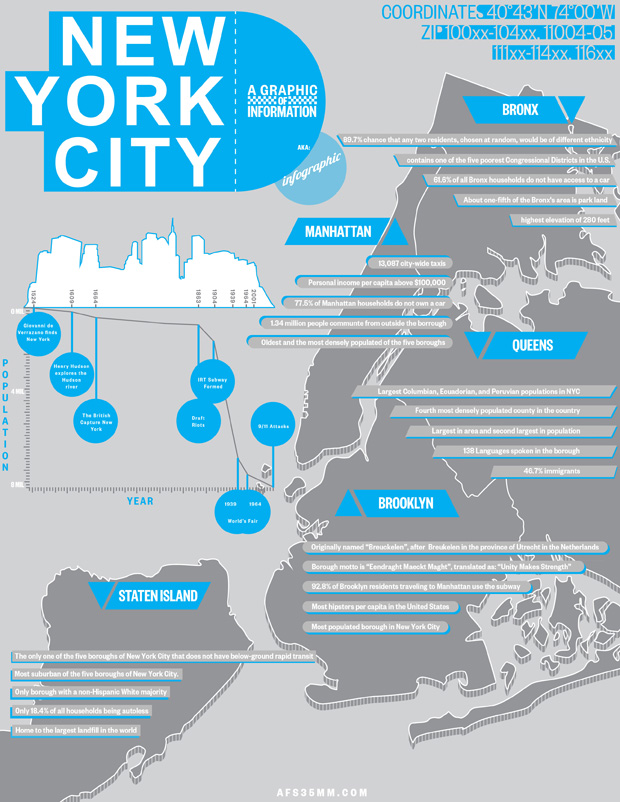 NEW
YORK
CITY
A GRAPHIC
OF
INFORMATION
AKA:
infographic
COORDINATES 40°43'N 74°00'W
ZIP 100xx-104xx, 11004-05
111xx-114xx, 116xx
BRONX
89.7% chance that any two residents, chosen at random, would be of different ethnicity
contains one of the five poorest Congressional Districts in the U.S.
61.6% of all Bronx households do not have access to a car
About one-fifth of the Bronx's area is park land
highest elevation of 280 feet
MANHATTAN
13,087 city-wide taxis
Personal income per capita above $100,000
77.5% of Manhattan households do not own a car
1.34 million people commute from outside the borough
Oldest and the most densely populated of the five boroughs
QUEENS
Largest Columbian, Ecuadorian, and Peruvian populations in NYC
Fourth most densely populated county in the country
Largest in area and second largest in population
138 Languages spoken in the borough
46.7% immigrants
1524
1609
1664
1863
1904
1939
1964
2001
0 MIL
4 MIL
8 MIL
POPULATION
YEAR
Giovanni de
Verrazano finds
New York
Henry Hudson
explores the
Hudson
river
The British
Capture New
York
Draft
Riots
IRT Subway
Formed
9/11 Attacks
1939 1964
World's Fair
BROOKLYN
Originally named "Breuckelen", after Breukelen in the province of Utrecht in the Netherlands
Borough motto is "Eendraght Maeckt Maght", translated as: "Unity Makes Strength"
92.8% of Brooklyn residents traveling to Manhattan use the subway
Most hipsters per capita in the United States
Most populated borough in New York City
STATEN ISLAND
The only one of the five boroughs of New York City that does not have below-ground rapid transit
Most suburban of the five boroughs of New York City.
Only borough with a non-Hispanic White majority
Only 18.4% of all households being autoless
Home to the largest landfill in the world
AFS35MM.COM